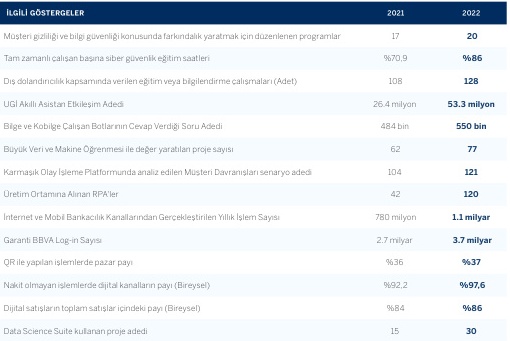 İLGİLİ GÖSTERGELER 2021 2022
Müşteri gizliliği ve bilgi güvenliği konusunda farkındalık yaratmak için düzenlenen programlar 17 20
Tam zamanlı çalışan başına siber güvenlik eğitim saatleri %70,9 %86
Dış dolandırıcılık kapsamında verilen eğitim veya bilgilendirme çalışmaları (Adet) 108 128
UGİ Akıllı Asistan Etkileşim Adedi 26.4 milyon 53.3 milyon
Bilge ve Kobilge Çalışan Botlarının Cevap Verdiği Soru Adedi 484 bin 550 bin
Büyük Veri ve Makine Öğrenmesi ile değer yaratılan proje sayısı 62 77
Karmaşık Olay İşleme Platformunda analiz edilen Müşteri Davranışları senaryo adedi 104 121
Üretim Ortamına Alınan RPA'ler 42 120
İnternet ve Mobil Bankacılık Kanallarından Gerçekleştirilen Yıllık İşlem Sayısı 780 milyon 1.1 milyar
Garanti BBVA Log-in Sayısı 2.7 milyar 3.7 milyar
QR ile yapılan işlemlerde pazar payı %36 %37
Nakit olmayan işlemlerde dijital kanalların payı (Bireysel) %92,2 %97,6
Dijital satışların toplam satışlar içindeki payı (Bireysel) %84 %86
Data Science Suite kullanan proje adedi 15 30